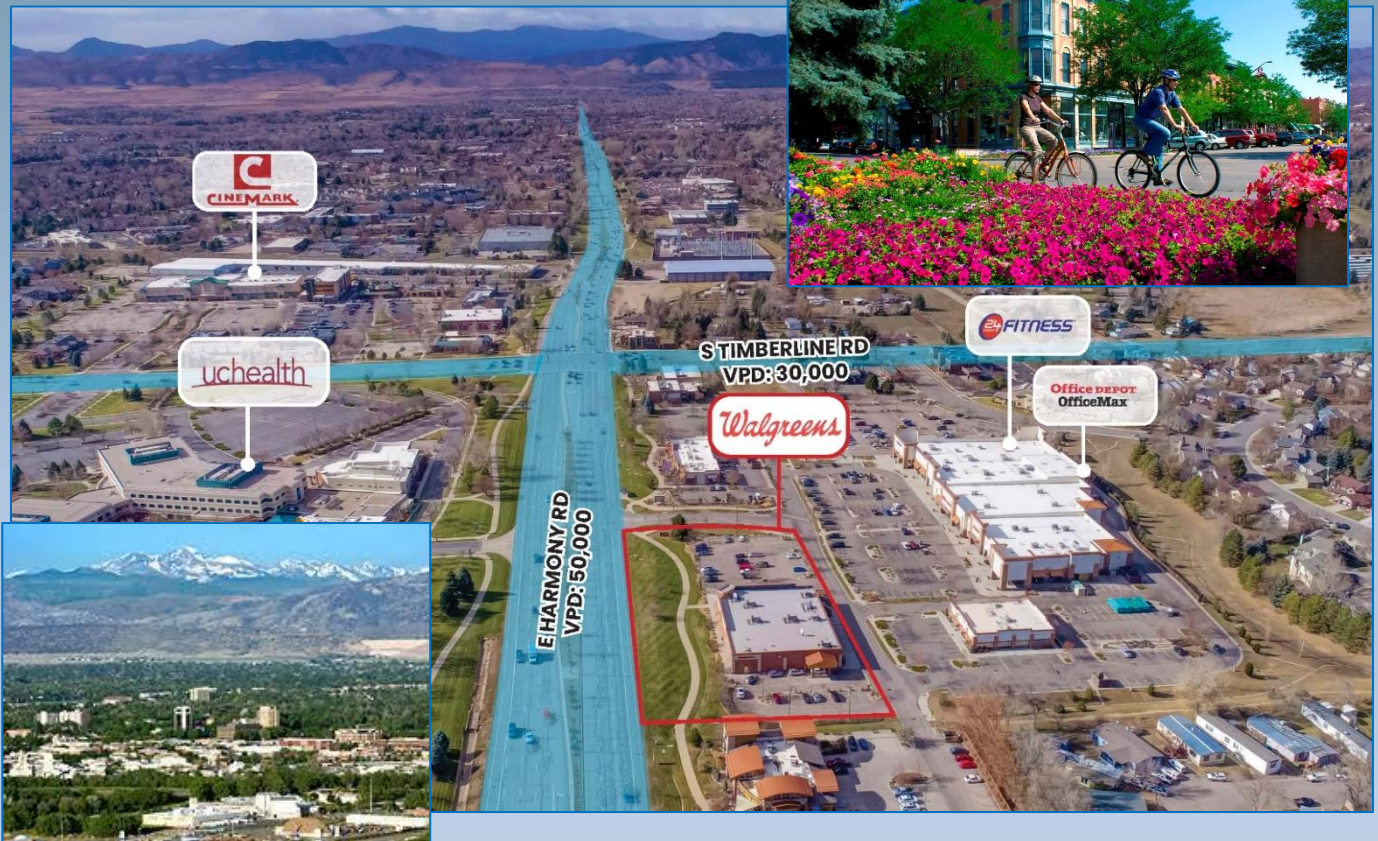 C
CINEMARK
uchealth
S TIMBERLINE RD
VPD: 30,000
Walgreens
24 FITNESS
Office DEPOT
OfficeMax
E HARMONY RD
VPD: 50,000